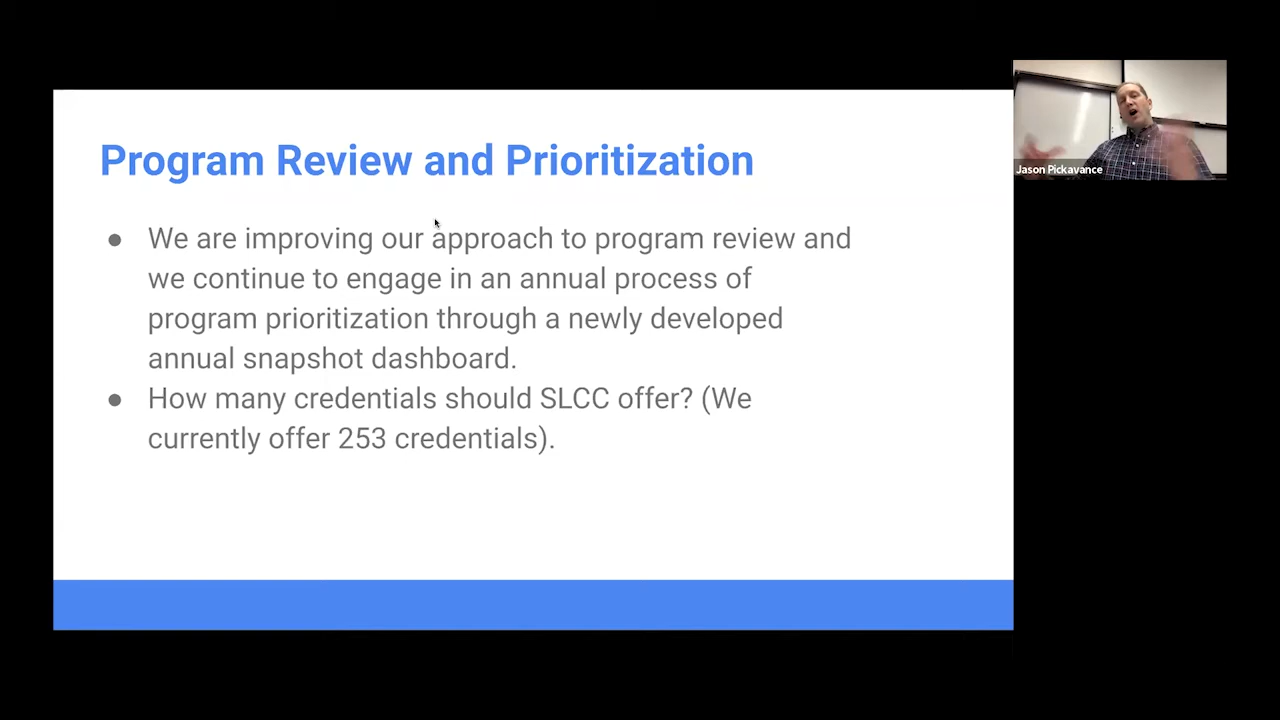 Program Review and Prioritization
● We are improving our approach to program review and
we continue to engage in an annual process of
program prioritization through a newly developed
annual snapshot dashboard.
● How many credentials should SLCC offer? (We
currently offer 253 credentials).
Jason Pickavance